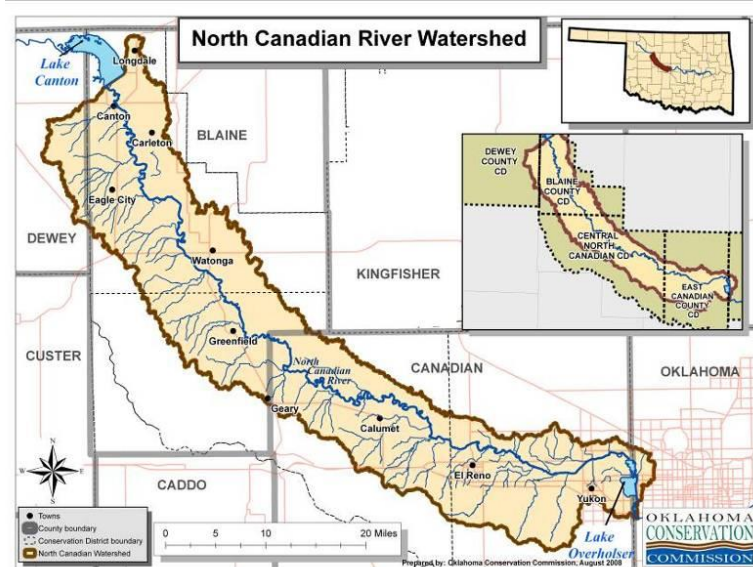 North Canadian River Watershed
Lake
Canton
Longdale
Canton
Carleton
BLAINE
Eagle City
DEWEY
Watonga
KINGFISHER
DEWEY
COUNTY
CD
BLAINE
COUNTY
CD
CENTRAL
NORTH
CANADIAN CD
EAST
CANADIAN
COUNTY
CD
CUSTER
Greenfield
North
Canadian
River
CANADIAN
OKLAHOMA
Geary
Calumet
El Reno
Yukon
CADDO
N
W
E
S
Towns
County boundary
Conservation District boundary
North Canadian Watershed
0 5 10 20 Miles
Lake
Overholser
OKLAHOMA
CONSERVATION
COMMISSION
Prepared by: Oklahoma Conservation Commission, August 2008